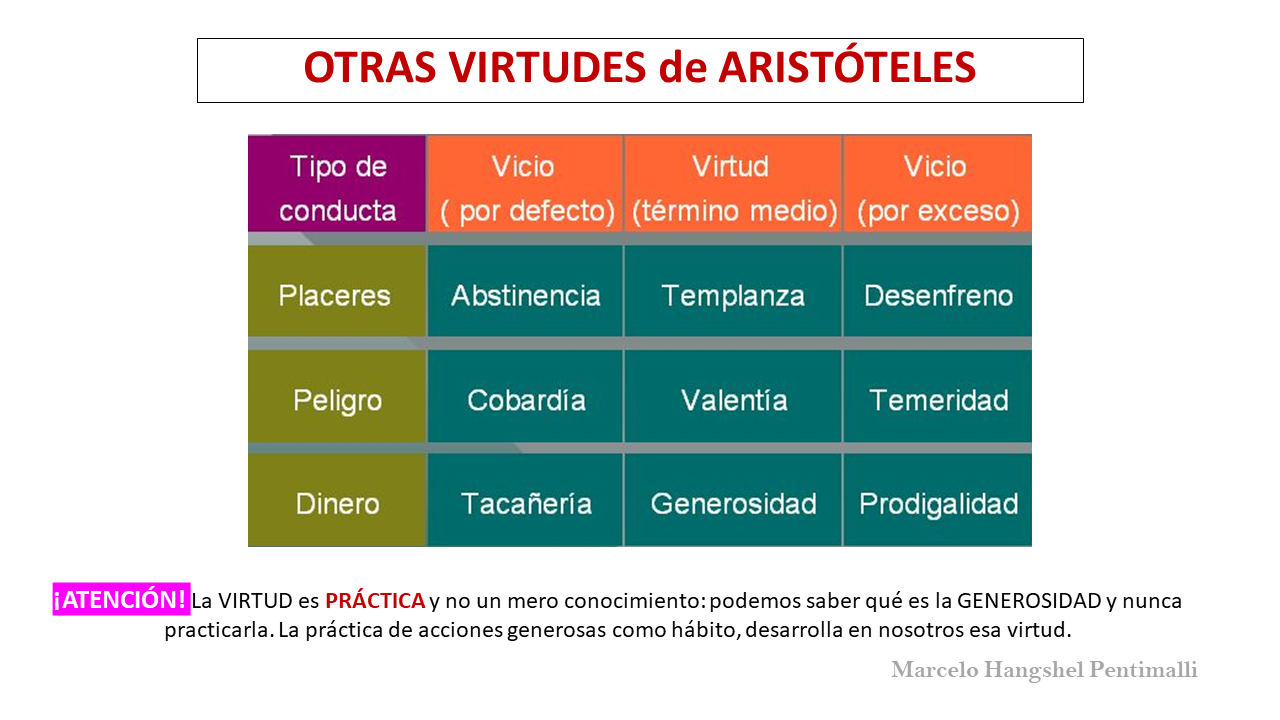 OTRAS VIRTUDES de ARISTÓTELES
Tipo de conducta
Vicio ( por defecto)
Virtud (término medio)
Vicio (por exceso)
Placeres
Abstinencia
Templanza
Desenfreno
Peligro
Cobardía
Valentía
Temeridad
Dinero
Tacañería
Generosidad
Prodigalidad
¡ATENCIÓN! La VIRTUD es PRÁCTICA y no un mero conocimiento: podemos saber qué es la GENEROSIDAD y nunca
practicarla. La práctica de acciones generosas como hábito, desarrolla en nosotros esa virtud.
Marcelo Hangshel Pentimalli